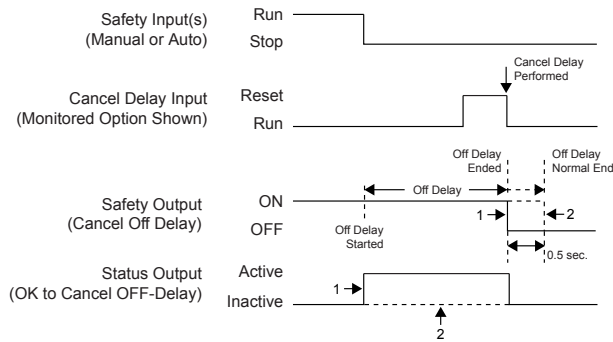 Safety Input(s)
(Manual or Auto)
Run
Stop
Cancel Delay
Performed
Cancel Delay Input
(Monitored Option Shown)
Reset
Run
Off Delay
Ended
Off Delay
Normal End
Off Delay
Safety Output
(Cancel Off Delay)
ON
OFF
1
2
Off Delay
Started
0.5 sec.
Status Output
(OK to Cancel OFF-Delay)
Active
Inactive
1
2